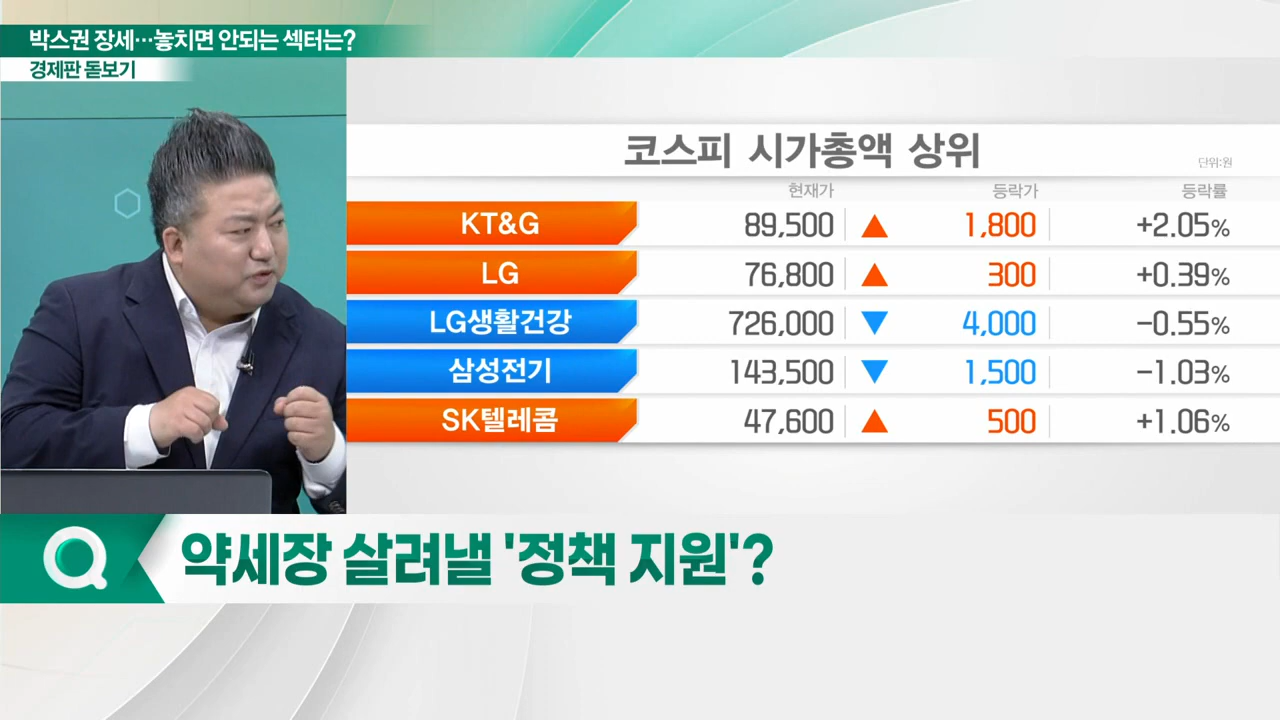 박스권 장세…놓치면 안되는 섹터는?
경제판 돋보기
코스피 시가총액 상위
단위:원
현재가 등락가 등락률
KT&G 89,500 ▲ 1,800 +2.05%
LG 76,800 ▲ 300 +0.39%
LG생활건강 726,000 ▼ 4,000 -0.55%
삼성전기 143,500 ▼ 1,500 -1.03%
SK텔레콤 47,600 ▲ 500 +1.06%
Q 약세장 살려낼 '정책 지원'?